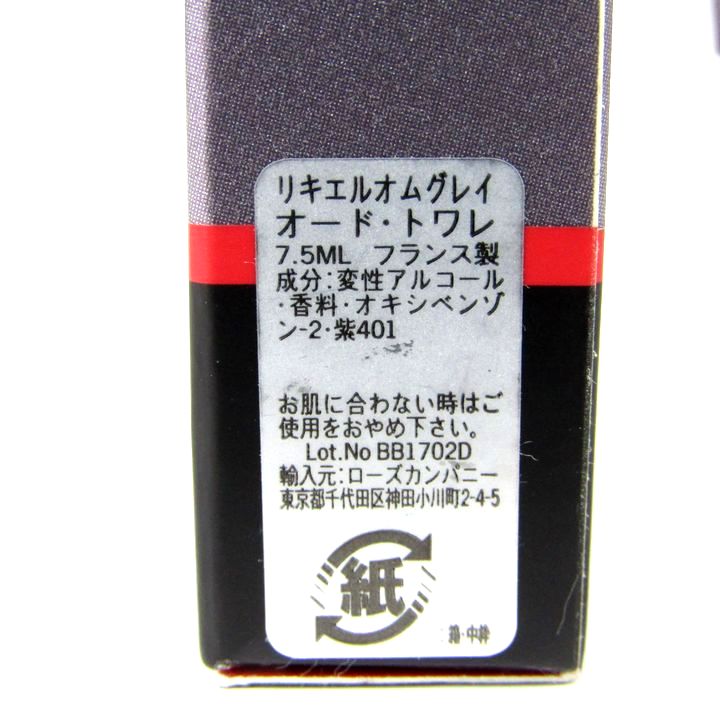 リキエルオムグレイ
オード・トワレ
7.5ML フランス製
成分:変性アルコール
・香料・オキシベンゾ
ン-2・紫401
お肌に合わない時はご
使用をおやめ下さい。
Lot.No BB1702D
輸入元:ローズカンパニー
東京都千代田区神田小川町2-4-5
紙
:箱・中枠